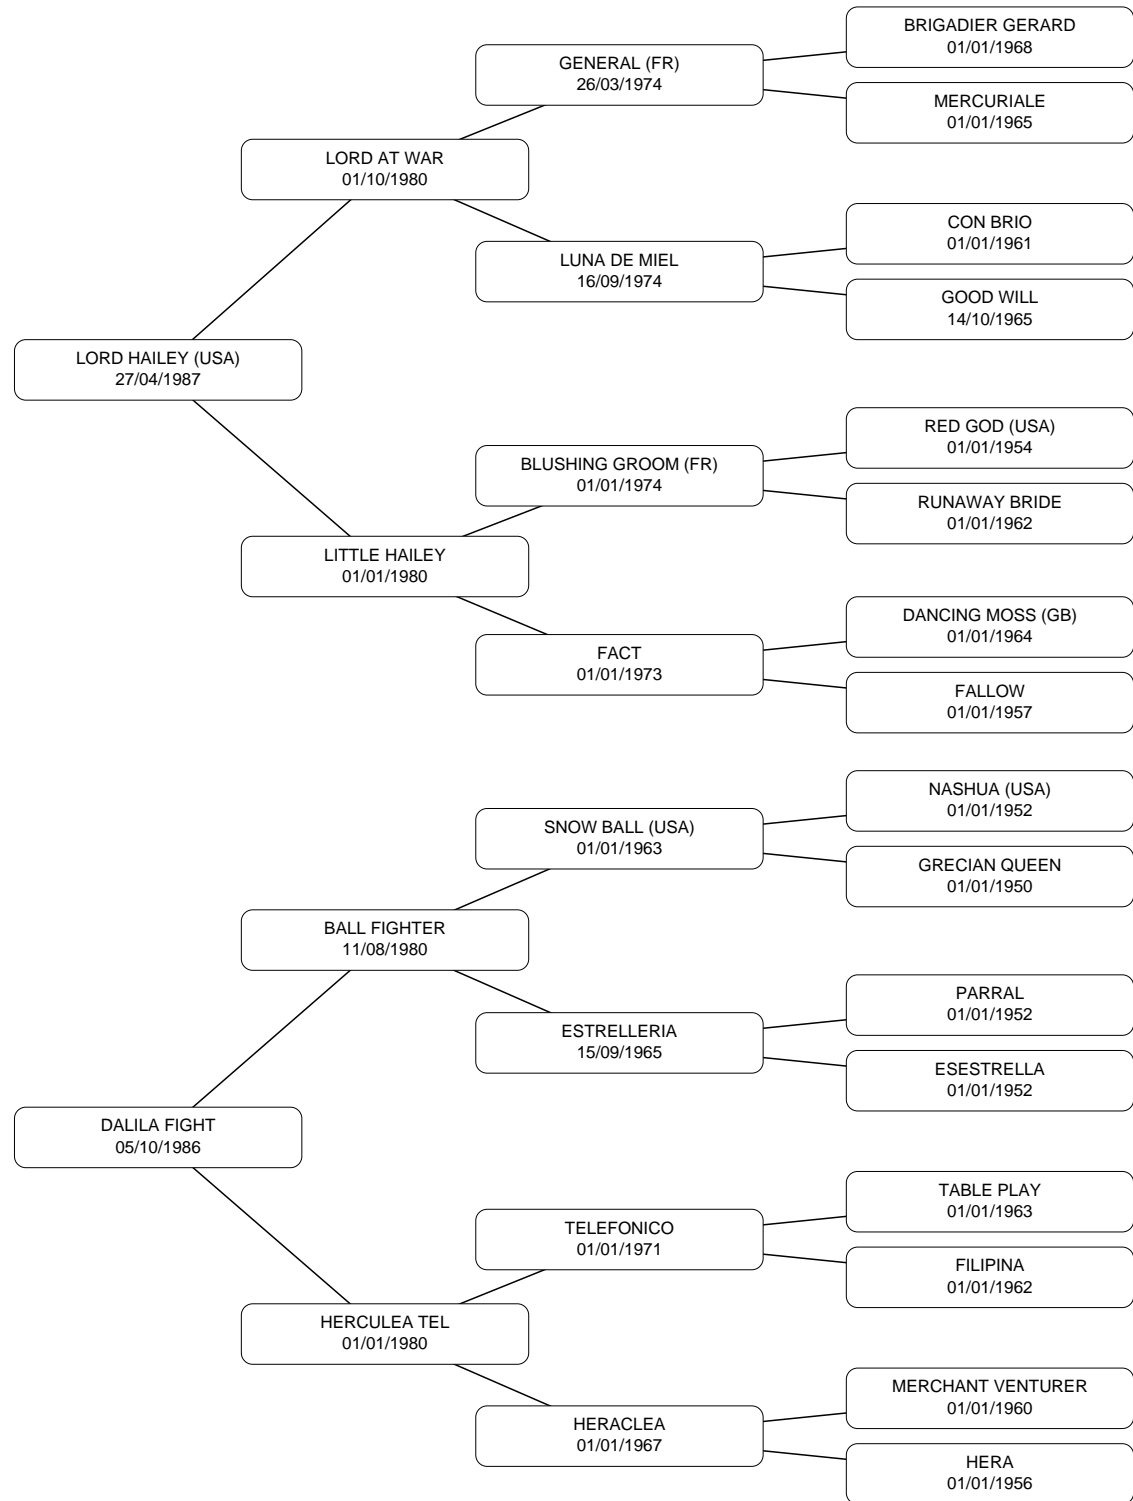 BRIGADIER GERARD
01/01/1968
GENERAL (FR)
26/03/1974
MERCURIALE
01/01/1965
LORD AT WAR
01/10/1980
CON BRIO
01/01/1961
LUNA DE MIEL
16/09/1974
GOOD WILL
14/10/1965
LORD HAILEY (USA)
27/04/1987
RED GOD (USA)
01/01/1954
BLUSHING GROOM (FR)
01/01/1974
RUNAWAY BRIDE
01/01/1962
LITTLE HAILEY
01/01/1980
DANCING MOSS (GB)
01/01/1964
FACT
01/01/1973
FALLOW
01/01/1957
NASHUA (USA)
01/01/1952
SNOW BALL (USA)
01/01/1963
GRECIAN QUEEN
01/01/1950
BALL FIGHTER
11/08/1980
PARRAL
01/01/1952
ESTRELLERIA
15/09/1965
ESESTRELLA
01/01/1952
DALILA FIGHT
05/10/1986
TABLE PLAY
01/01/1963
TELEFONICO
01/01/1971
FILIPINA
01/01/1962
HERCULEA TEL
01/01/1980
MERCHANT VENTURER
01/01/1960
HERACLEA
01/01/1967
HERA
01/01/1956